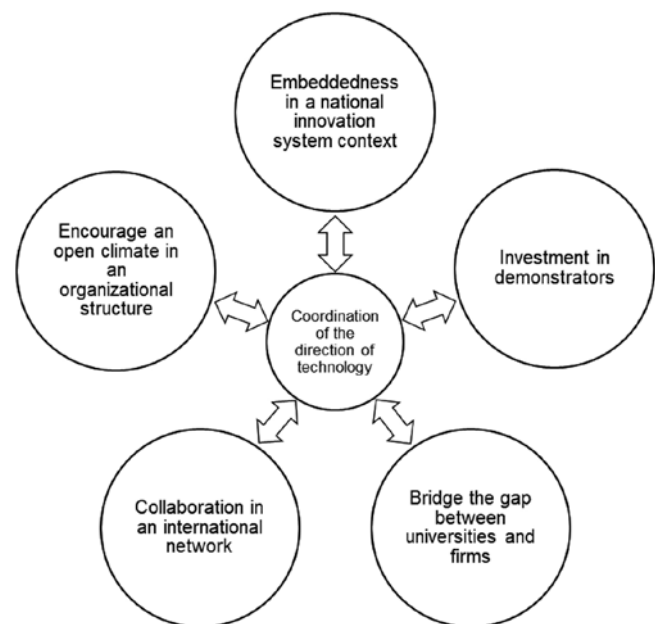 Embeddedness
in a national
innovation
system context
Encourage an
open climate in
an
organizational
structure
Investment in
demonstrators
Coordination
of the
direction of
technology
Collaboration in
an international
network
Bridge the gap
between
universities and
firms